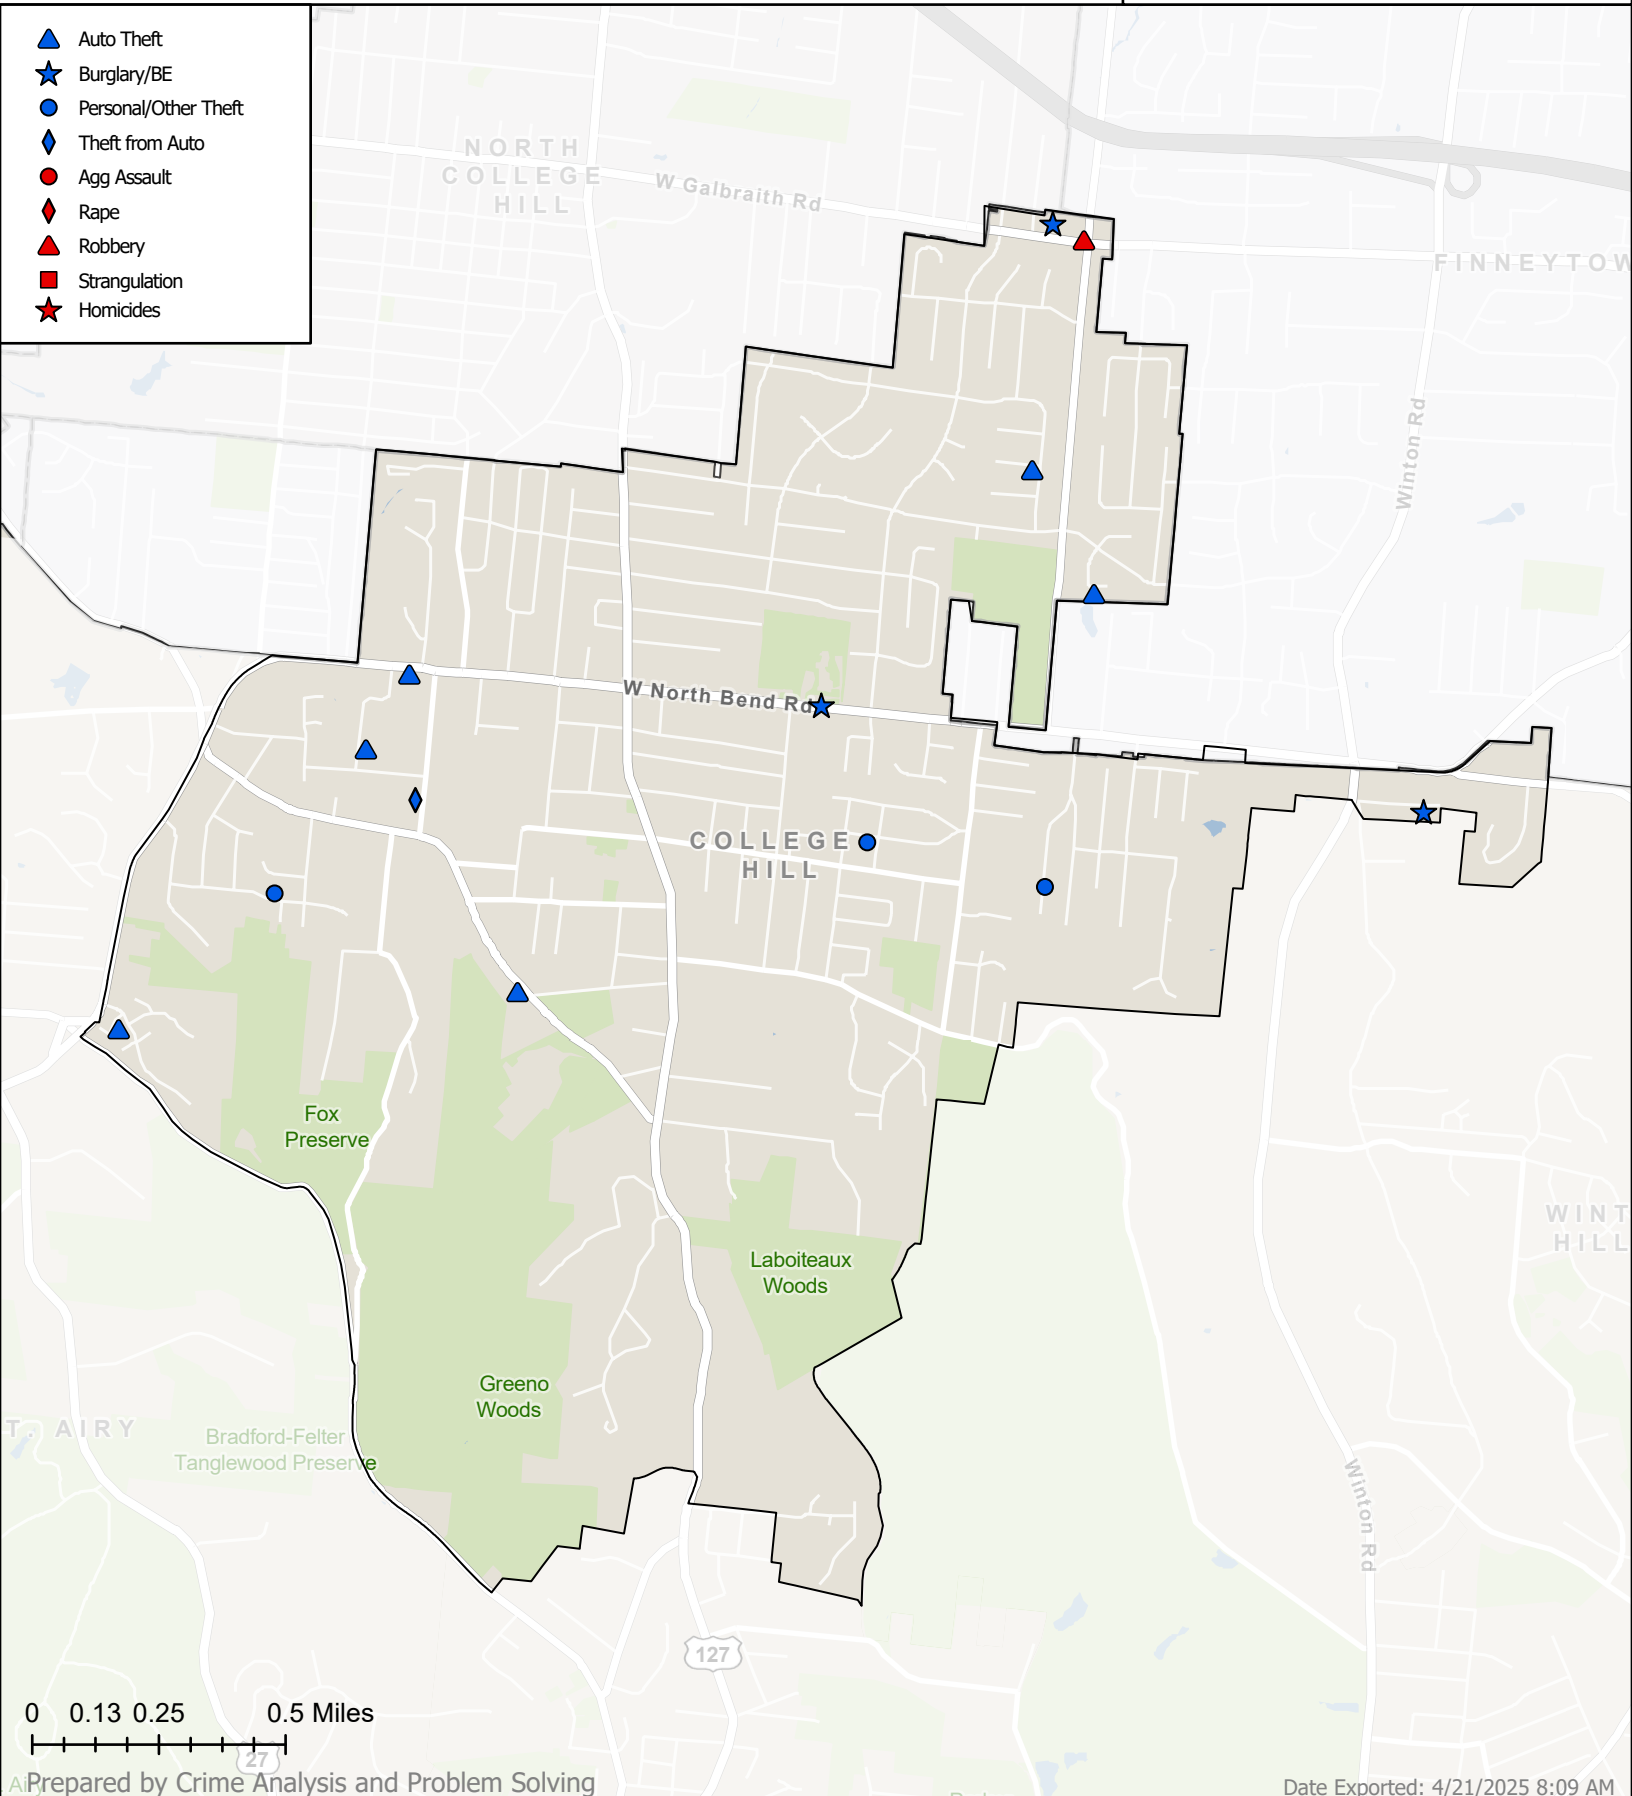 Auto Theft
Burglary/BE
Personal/Other Theft
Theft from Auto
Agg Assault
Rape
Robbery
Strangulation
Homicides
NORTH
COLLEGE
HILL
W Galbraith Rd
FINNEYTOW
Winton Rd
W North Bend Rd
COLLEGE
HILL
Fox
Preserve
Laboiteaux
Woods
WINT
HILL
Greeno
Woods
T. AIRY
Bradford-Felter
Tanglewood Preserve
Winton Rd
127
0 0.13 0.25 0.5 Miles
27
Prepared by Crime Analysis and Problem Solving
Date Exported: 4/21/2025 8:09 AM